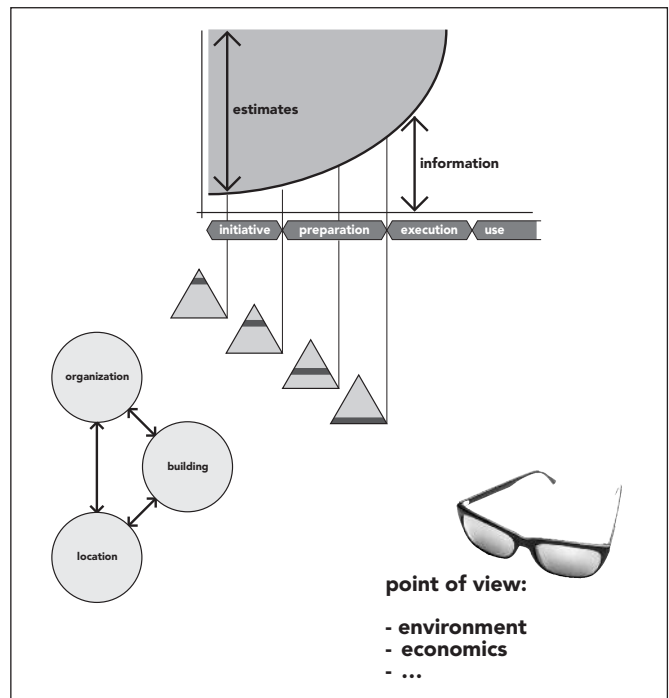 estimates
information
initiative preparation execution use
organization
building
location
point of view:
- environment
- economics
- ...